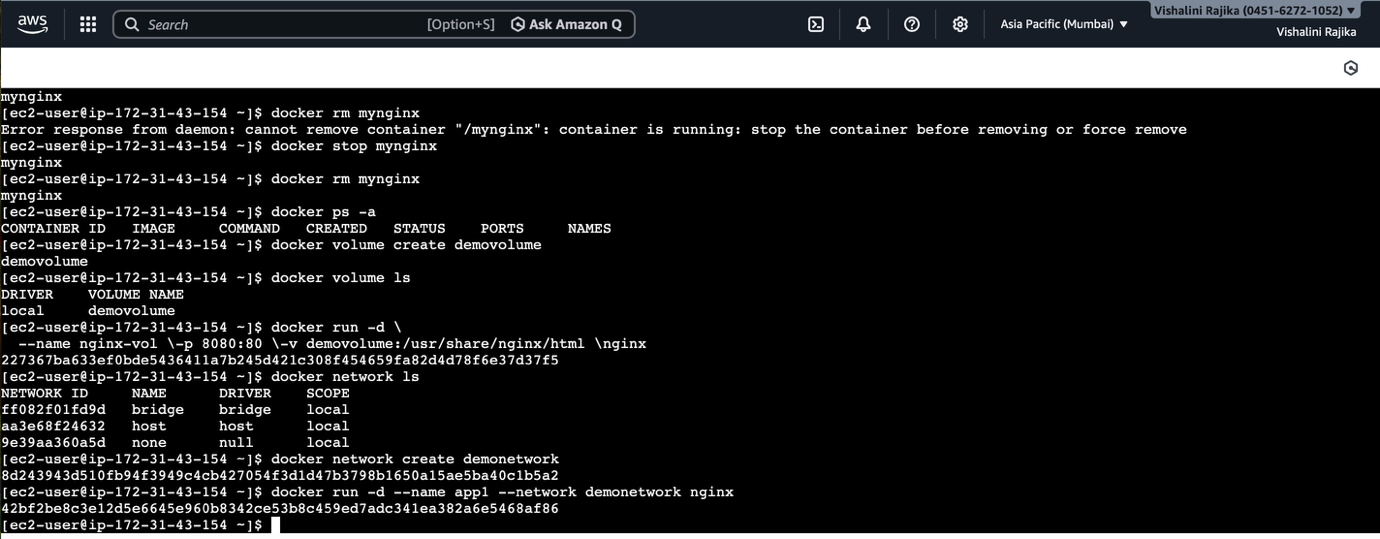 aws
Search
[Option+S]
Ask Amazon Q
Asia Pacific (Mumbai) ▼
Vishalini Rajika (0451-6272-1052) ▼
Vishalini Rajika
mynginx
[ec2-user@ip-172-31-43-154 ~]$ docker rm mynginx
Error response from daemon: cannot remove container "/mynginx": container is running: stop the container before removing or force remove
[ec2-user@ip-172-31-43-154 ~]$ docker stop mynginx
mynginx
[ec2-user@ip-172-31-43-154 ~]$ docker rm mynginx
mynginx
[ec2-user@ip-172-31-43-154 ~]$ docker ps -a
CONTAINER ID   IMAGE     COMMAND   CREATED   STATUS    PORTS     NAMES
[ec2-user@ip-172-31-43-154 ~]$ docker volume create demovolume
demovolume
[ec2-user@ip-172-31-43-154 ~]$ docker volume ls
DRIVER    VOLUME NAME
local     demovolume
[ec2-user@ip-172-31-43-154 ~]$ docker run -d \
  --name nginx-vol \-p 8080:80 \-v demovolume:/usr/share/nginx/html \nginx
227367ba633ef0bde5436411a7b245d421c308f454659fa82d4d78f6e37d37f5
[ec2-user@ip-172-31-43-154 ~]$ docker network ls
NETWORK ID     NAME      DRIVER    SCOPE
ff082f01fd9d   bridge    bridge    local
aa3e68f24632   host      host      local
9e39aa360a5d   none      null      local
[ec2-user@ip-172-31-43-154 ~]$ docker network create demonetwork
8d243943d510fb94f3949c4cb427054f3d1d47b3798b1650a15ae5ba40c1b5a2
[ec2-user@ip-172-31-43-154 ~]$ docker run -d --name app1 --network demonetwork nginx
42bf2be8c3e12d5e6645e960b8342ce53b8c459ed7adc341ea382a6e5468af86
[ec2-user@ip-172-31-43-154 ~]$